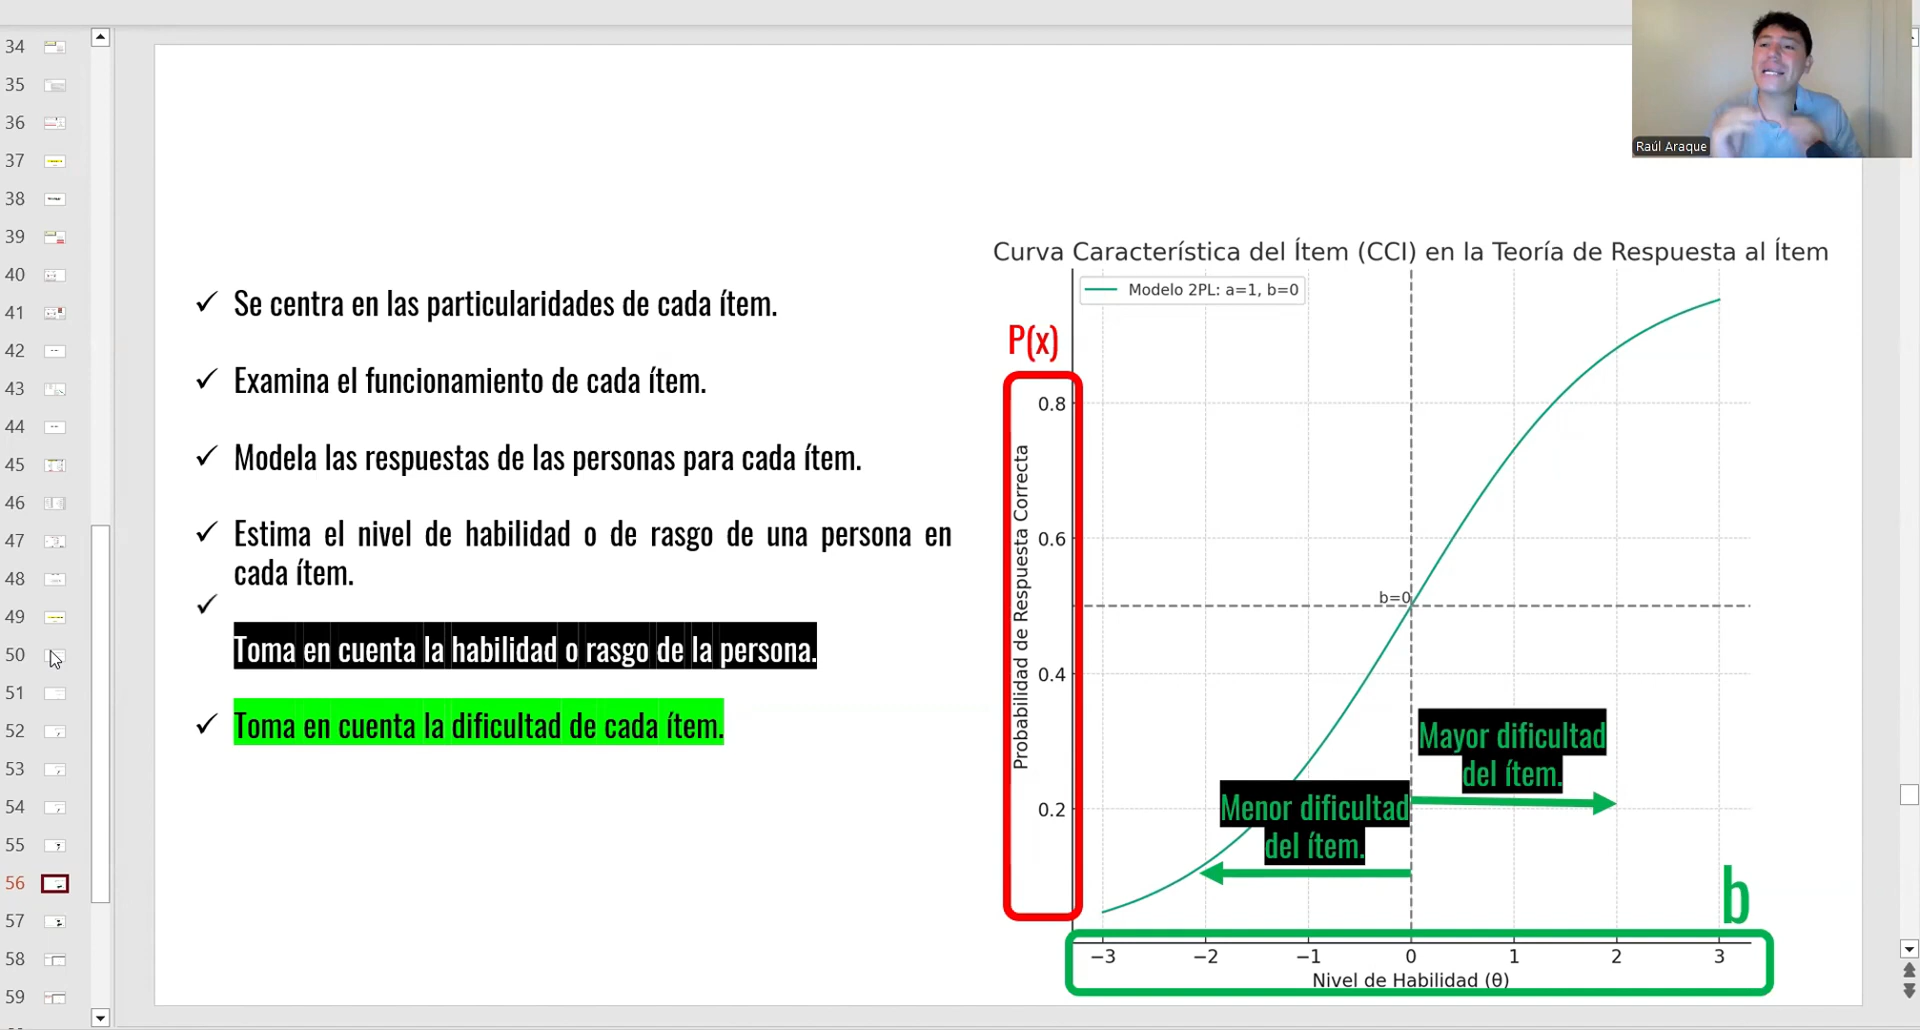 34
35
36
37
38
39
40
41
42
43
44
45
46
47
48
49
50
51
52
53
54
55
56
57
58
59
Se centra en las particularidades de cada ítem.
Examina el funcionamiento de cada ítem.
Modela las respuestas de las personas para cada ítem.
Estima el nivel de habilidad o de rasgo de una persona en
cada ítem.
Toma en cuenta la habilidad o rasgo de la persona.
Toma en cuenta la dificultad de cada ítem.
Raúl Araque
Curva Característica del Ítem (CCI) en la Teoría de Respuesta al Ítem
Modelo 2PL: a=1, b=0
P(x)
Probabilidad de Respuesta Correcta
0.8
0.6
0.4
0.2
b=0
Mayor dificultad
del ítem.
Menor dificultad
del ítem.
b
−3 −2 −1 0 1 2 3
Nivel de Habilidad (θ)